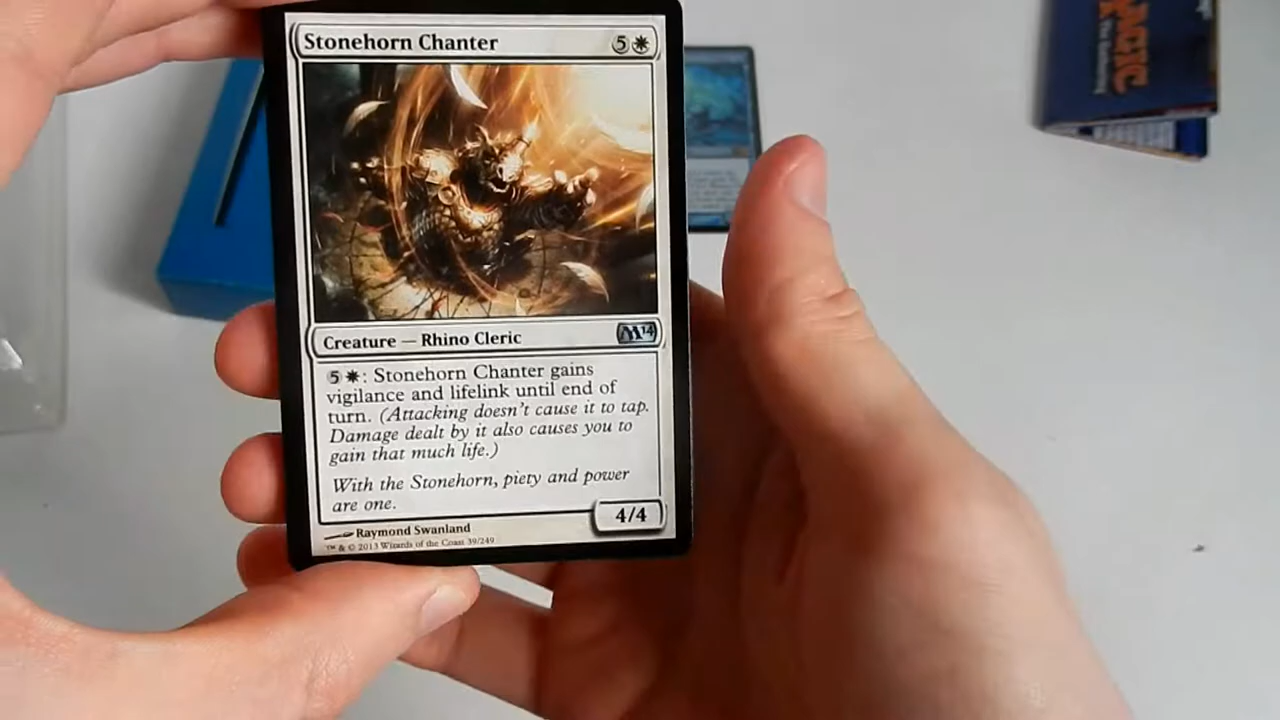 Stonehorn Chanter 5
Creature — Rhino Cleric M14
5: Stonehorn Chanter gains
vigilance and lifelink until end of
turn. (Attacking doesn't cause it to tap.
Damage dealt by it also causes you to
gain that much life.)
With the Stonehorn, piety and power
are one.
4/4
Raymond Swanland
™ & © 2013 Wizards of the Coast 39/249
MAGIC